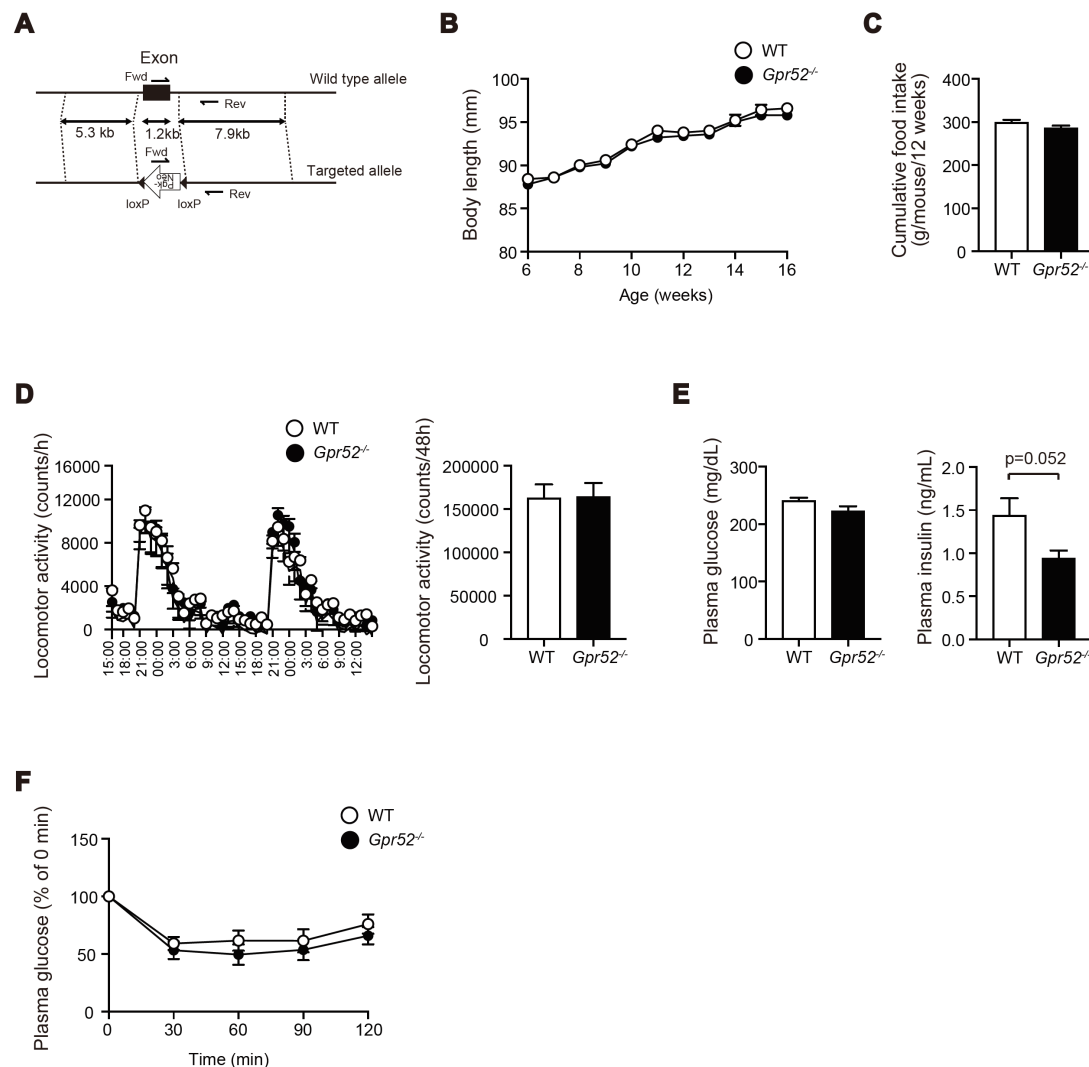 A
Exon
Fwd
Wild type allele
Rev
5.3 kb
1.2kb
7.9kb
Fwd
Pgk-
Neo
Targeted allele
Rev
loxP
loxP
B
WT
Gpr52-/-
Body length (mm)
100
95
90
85
80
6
8
10
12
14
16
Age (weeks)
C
Cumulative food intake
(g/mouse/12 weeks)
400
300
200
100
0
WT
Gpr52-/-
D
WT
Gpr52-/-
Locomotor activity (counts/h)
16000
12000
8000
4000
0
15:00
18:00
21:00
00:00
3:00
6:00
9:00
12:00
15:00
18:00
21:00
00:00
3:00
6:00
9:00
12:00
Locomotor activity (counts/48h)
200000
150000
100000
50000
0
WT
Gpr52-/-
E
Plasma glucose (mg/dL)
300
200
100
0
WT
Gpr52-/-
Plasma insulin (ng/mL)
2.0
1.5
1.0
0.5
0.0
p=0.052
WT
Gpr52-/-
F
WT
Gpr52-/-
Plasma glucose (% of 0 min)
150
100
50
0
0
30
60
90
120
Time (min)